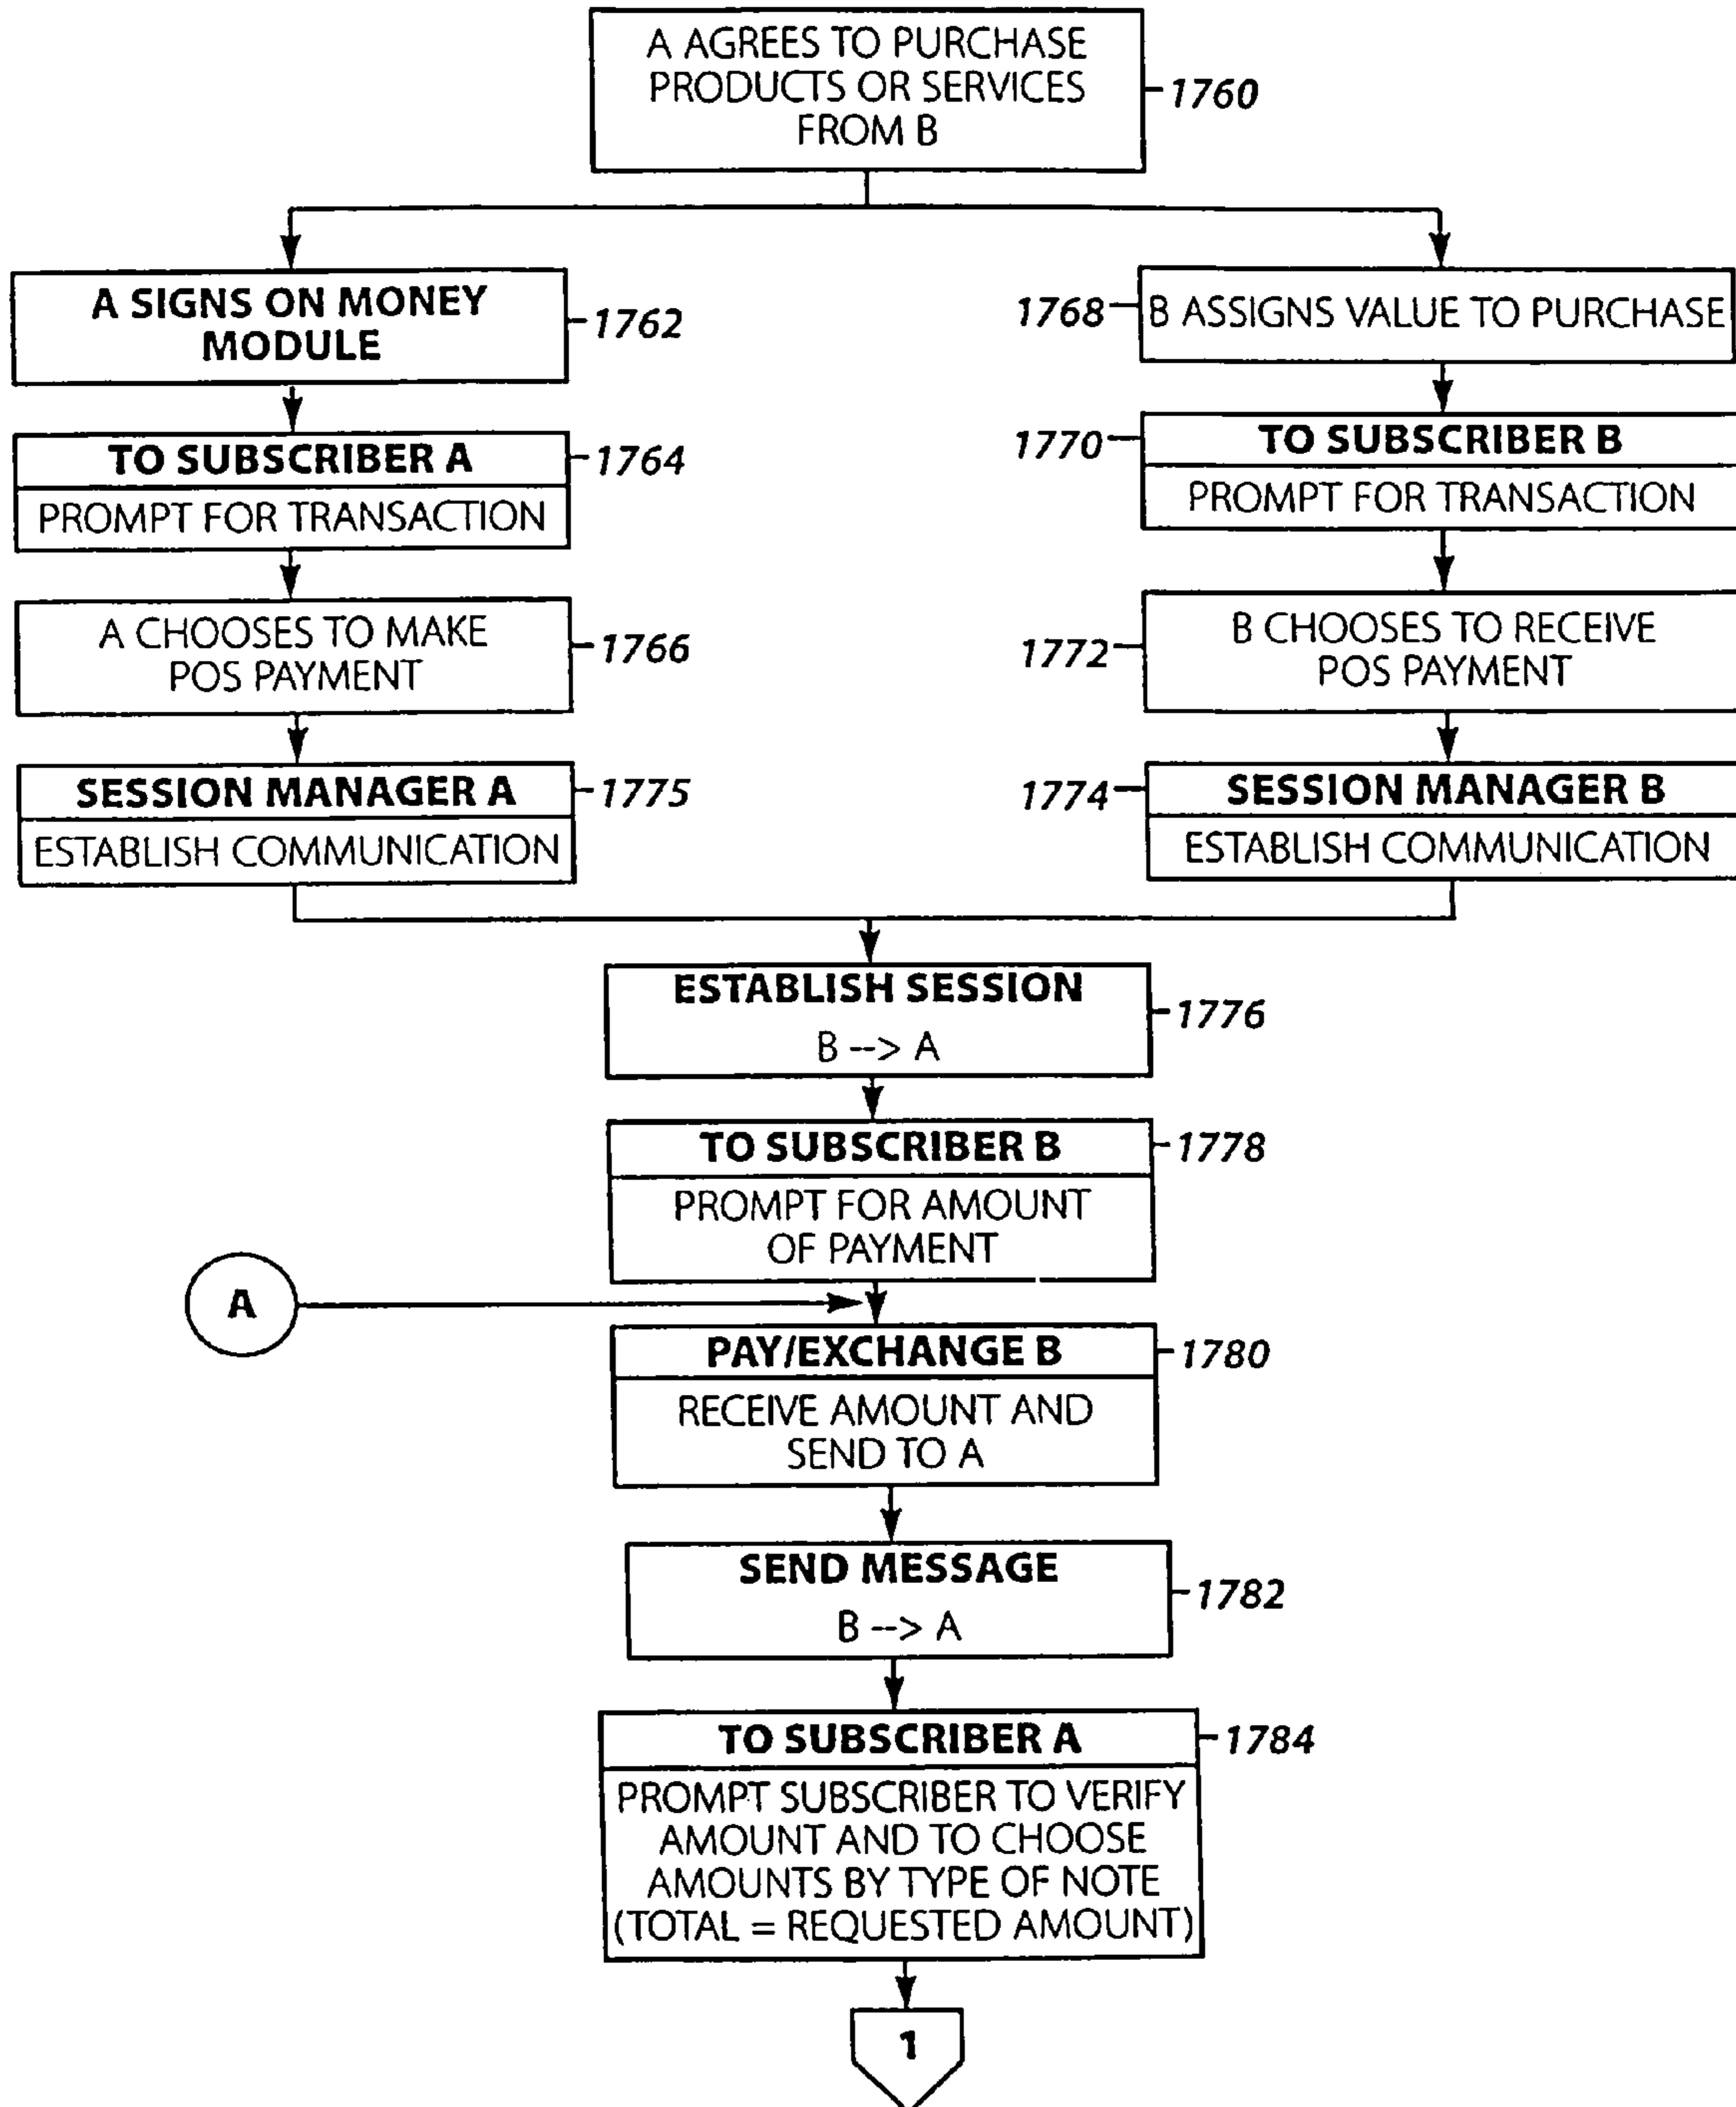 A AGREES TO PURCHASE
PRODUCTS OR SERVICES
FROM B
1760
A SIGNS ON MONEY
MODULE
1762
TO SUBSCRIBER A
1764
PROMPT FOR TRANSACTION
A CHOOSES TO MAKE
POS PAYMENT
1766
SESSION MANAGER A
1775
ESTABLISH COMMUNICATION
1768
B ASSIGNS VALUE TO PURCHASE
1770
TO SUBSCRIBER B
PROMPT FOR TRANSACTION
1772
B CHOOSES TO RECEIVE
POS PAYMENT
1774
SESSION MANAGER B
ESTABLISH COMMUNICATION
ESTABLISH SESSION
1776
B --> A
TO SUBSCRIBER B
1778
PROMPT FOR AMOUNT
OF PAYMENT
A
PAY/EXCHANGE B
1780
RECEIVE AMOUNT AND
SEND TO A
SEND MESSAGE
1782
B --> A
TO SUBSCRIBER A
1784
PROMPT SUBSCRIBER TO VERIFY
AMOUNT AND TO CHOOSE
AMOUNTS BY TYPE OF NOTE
(TOTAL = REQUESTED AMOUNT)
1